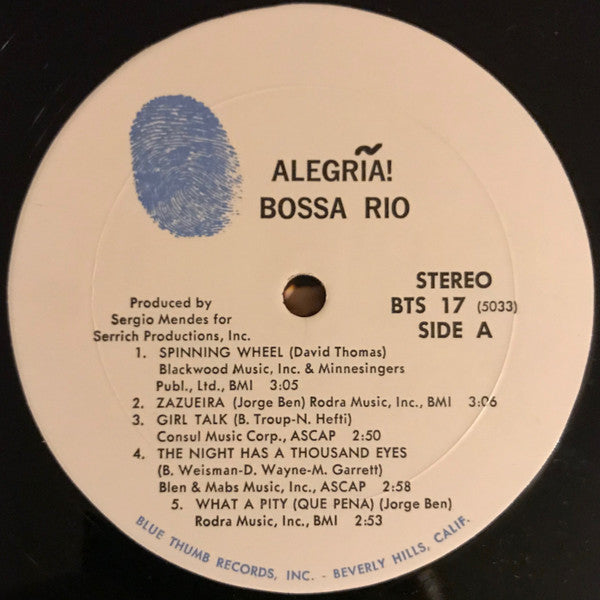 ALEGRĨA!
BOSSA RIO
STEREO
BTS 17 (5033)
SIDE A
Produced by
Sergio Mendes for
Serrich Productions, Inc.
1. SPINNING WHEEL (David Thomas)
Blackwood Music, Inc. & Minnesingers
Publ., Ltd., BMI 3:05
2. ZAZUEIRA (Jorge Ben) Rodra Music, Inc., BMI 3:06
3. GIRL TALK (B. Troup-N. Hefti)
Consul Music Corp., ASCAP 2:50
4. THE NIGHT HAS A THOUSAND EYES
(B. Weisman-D. Wayne-M. Garrett)
Blen & Mabs Music, Inc., ASCAP 2:58
5. WHAT A PITY (QUE PENA) (Jorge Ben)
Rodra Music, Inc., BMI 2:53
BLUE THUMB RECORDS, INC. - BEVERLY HILLS, CALIF.